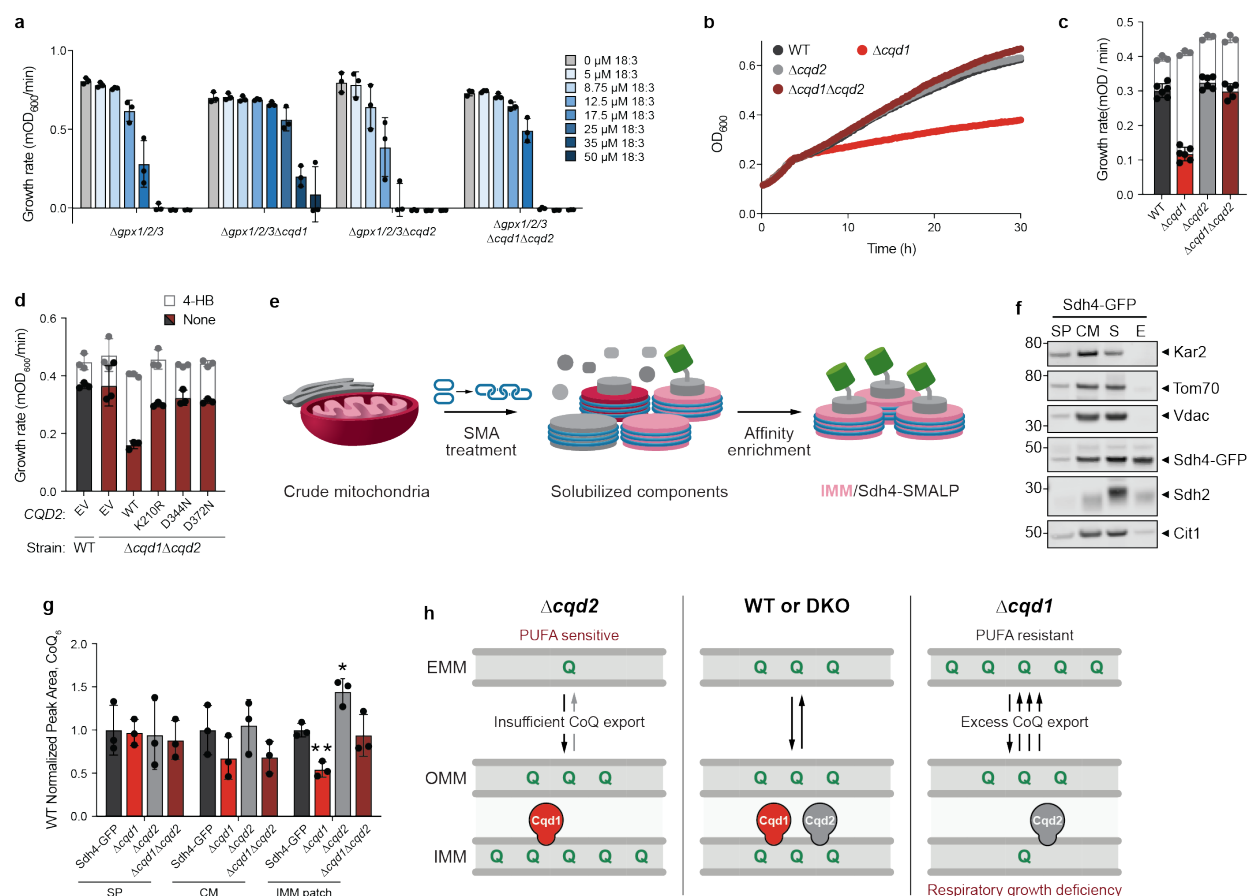 a
Growth rate (mOD600/min)
1.0
0.5
0.0
Δgpx1/2/3
Δgpx1/2/3Δcqd1
Δgpx1/2/3Δcqd2
Δgpx1/2/3
Δcqd1Δcqd2
0 µM 18:3
5 µM 18:3
8.75 µM 18:3
12.5 µM 18:3
17.5 µM 18:3
25 µM 18:3
35 µM 18:3
50 µM 18:3
b
WT
Δcqd1
Δcqd2
Δcqd1Δcqd2
OD600
0.6
0.4
0.2
0.0
0
10
20
30
Time (h)
c
Growth rate(mOD / min)
0.5
0.4
0.3
0.2
0.1
0.0
WT
Δcqd1
Δcqd2
Δcqd1Δcqd2
d
4-HB
None
Growth rate (mOD600/min)
0.6
0.4
0.2
0.0
CQD2:
EV
EV
WT
K210R
D344N
D372N
Strain:
WT
Δcqd1Δcqd2
e
SMA
treatment
Affinity
enrichment
Crude mitochondria
Solubilized components
IMM/Sdh4-SMALP
f
Sdh4-GFP
SP CM S E
80
Kar2
80
Tom70
Vdac
30
50
Sdh4-GFP
30
Sdh2
50
Cit1
g
WT Normalized Peak Area, CoQ6
2.0
1.5
1.0
0.5
0.0
**
*
Sdh4-GFP
Δcqd1
Δcqd2
Δcqd1Δcqd2
Sdh4-GFP
Δcqd1
Δcqd2
Δcqd1Δcqd2
Sdh4-GFP
Δcqd1
Δcqd2
Δcqd1Δcqd2
SP
CM
IMM patch
h
Δcqd2
WT or DKO
Δcqd1
PUFA sensitive
PUFA resistant
EMM
Q
Q Q Q
Q Q Q Q Q
Insufficient CoQ export
Excess CoQ export
OMM
Q Q Q
Q Q Q
Q Q Q
Cqd1
Cqd1
Cqd2
Cqd2
IMM
Q Q Q Q Q
Q Q Q
Q
Respiratory growth deficiency